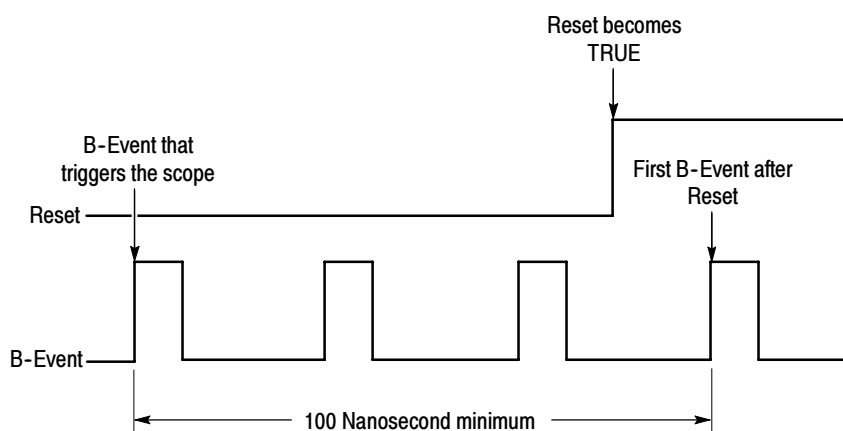 Reset becomes
TRUE
B-Event that
triggers the scope
First B-Event after
Reset
Reset
B-Event
100 Nanosecond minimum